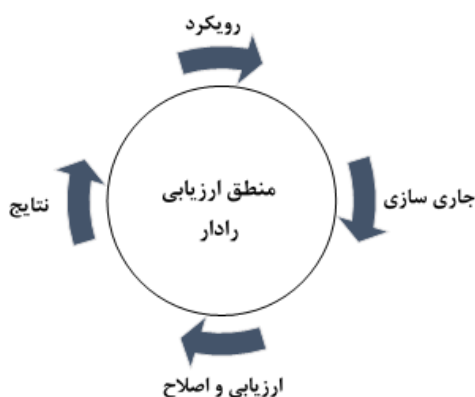 رویکرد
جاری سازی
منطق ارزیابی
رادار
نتایج
ارزیابی و اصلاح